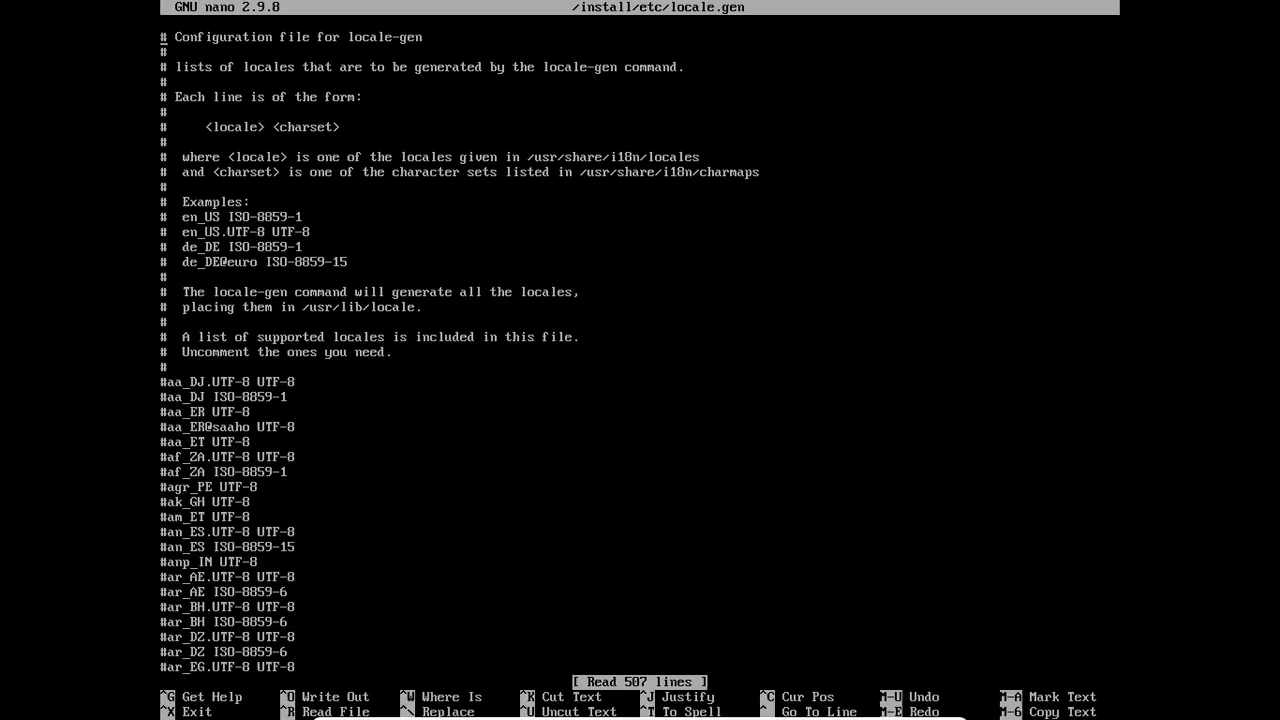 GNU nano 2.9.8 /install/etc/locale.gen
# Configuration file for locale-gen
#
# lists of locales that are to be generated by the locale-gen command.
#
# Each line is of the form:
#
#     <locale> <charset>
#
#  where <locale> is one of the locales given in /usr/share/i18n/locales
#  and <charset> is one of the character sets listed in /usr/share/i18n/charmaps
#
#  Examples:
#  en_US ISO-8859-1
#  en_US.UTF-8 UTF-8
#  de_DE ISO-8859-1
#  de_DE@euro ISO-8859-15
#
#  The locale-gen command will generate all the locales,
#  placing them in /usr/lib/locale.
#
#  A list of supported locales is included in this file.
#  Uncomment the ones you need.
#
#aa_DJ.UTF-8 UTF-8
#aa_DJ ISO-8859-1
#aa_ER UTF-8
#aa_ER@saaho UTF-8
#aa_ET UTF-8
#af_ZA.UTF-8 UTF-8
#af_ZA ISO-8859-1
#agr_PE UTF-8
#ak_GH UTF-8
#am_ET UTF-8
#an_ES.UTF-8 UTF-8
#an_ES ISO-8859-15
#anp_IN UTF-8
#ar_AE.UTF-8 UTF-8
#ar_AE ISO-8859-6
#ar_BH.UTF-8 UTF-8
#ar_BH ISO-8859-6
#ar_DZ.UTF-8 UTF-8
#ar_DZ ISO-8859-6
#ar_EG.UTF-8 UTF-8
[ Read 507 lines ]
^G Get Help ^O Write Out ^W Where Is ^K Cut Text ^J Justify ^C Cur Pos M-U Undo M-A Mark Text
^X Exit ^R Read File ^\ Replace ^U Uncut Text ^T To Spell ^_ Go To Line M-E Redo M-6 Copy Text